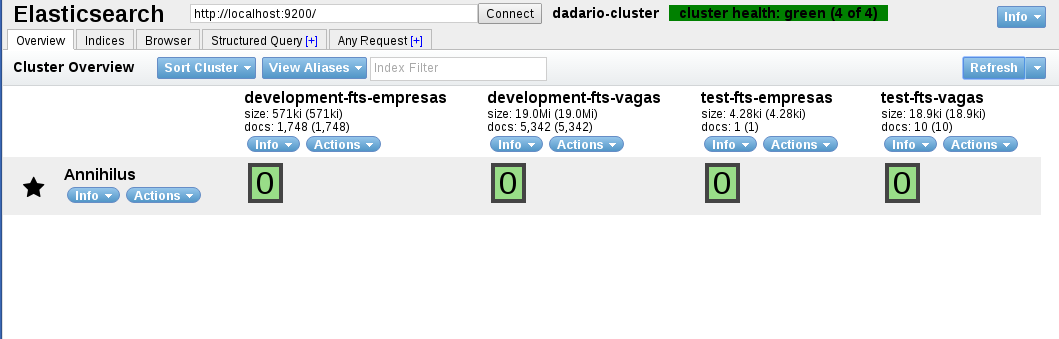 Elasticsearch http://localhost:9200/ Connect dadario-cluster cluster health: green (4 of 4) Info
Overview Indices Browser Structured Query [+] Any Request [+]
Cluster Overview Sort Cluster View Aliases Index Filter Refresh
development-fts-empresas development-fts-vagas test-fts-empresas test-fts-vagas
size: 571ki (571ki) size: 19.0Mi (19.0Mi) size: 4.28ki (4.28ki) size: 18.9ki (18.9ki)
docs: 1,748 (1,748) docs: 5,342 (5,342) docs: 1 (1) docs: 10 (10)
Info Actions Info Actions Info Actions Info Actions
Annihilus 0 0 0 0
Info Actions